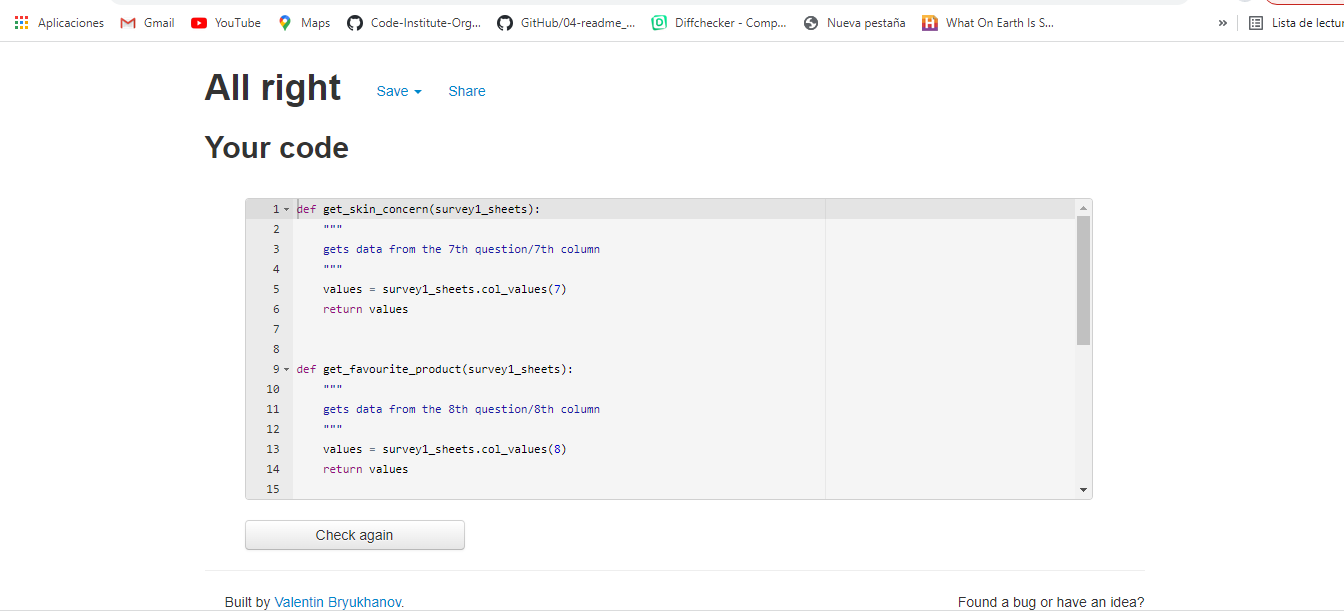 Aplicaciones Gmail YouTube Maps Code-Institute-Org... GitHub/04-readme_... Diffchecker - Comp... Nueva pestaña What On Earth Is S... » Lista de lectur
All right Save Share
Your code
1 def get_skin_concern(survey1_sheets):
2 """
3 gets data from the 7th question/7th column
4 """
5 values = survey1_sheets.col_values(7)
6 return values
7
8
9 def get_favourite_product(survey1_sheets):
10 """
11 gets data from the 8th question/8th column
12 """
13 values = survey1_sheets.col_values(8)
14 return values
15
Check again
Built by Valentin Bryukhanov. Found a bug or have an idea?